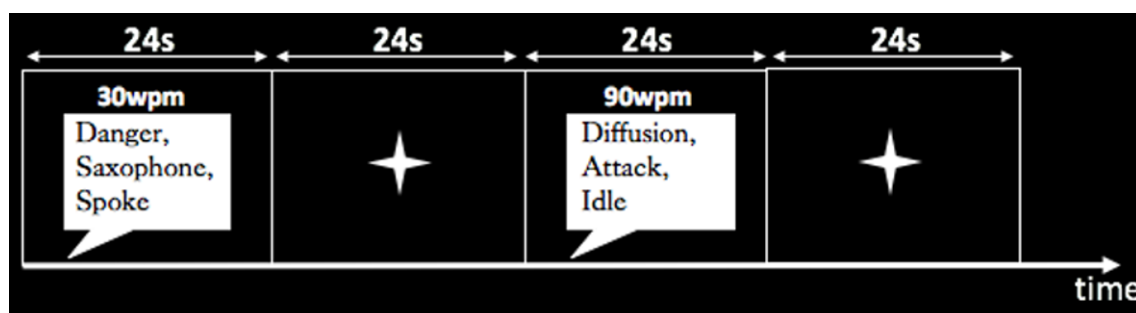 24s 24s 24s 24s
30wpm 90wpm
Danger,
Saxophone,
Spoke
Diffusion,
Attack,
Idle
time